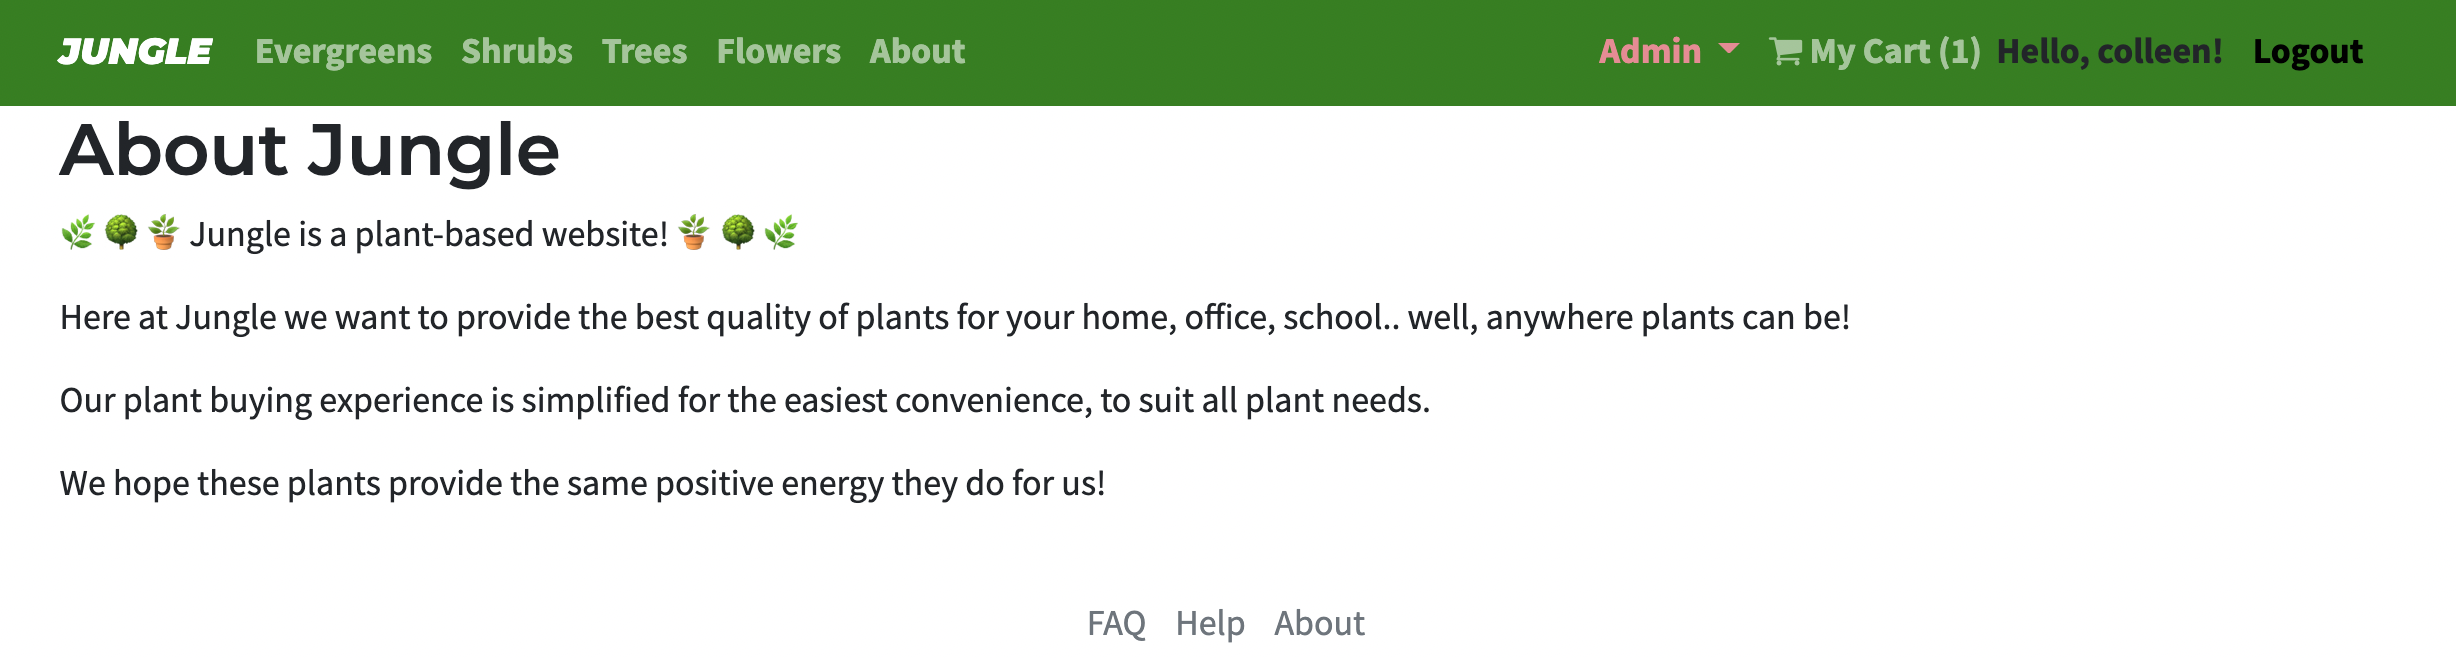 JUNGLE Evergreens Shrubs Trees Flowers About Admin My Cart (1) Hello, colleen! Logout
About Jungle
🌿 🌳 🪴 Jungle is a plant-based website! 🪴 🌳 🌿
Here at Jungle we want to provide the best quality of plants for your home, office, school.. well, anywhere plants can be!
Our plant buying experience is simplified for the easiest convenience, to suit all plant needs.
We hope these plants provide the same positive energy they do for us!
FAQ Help About